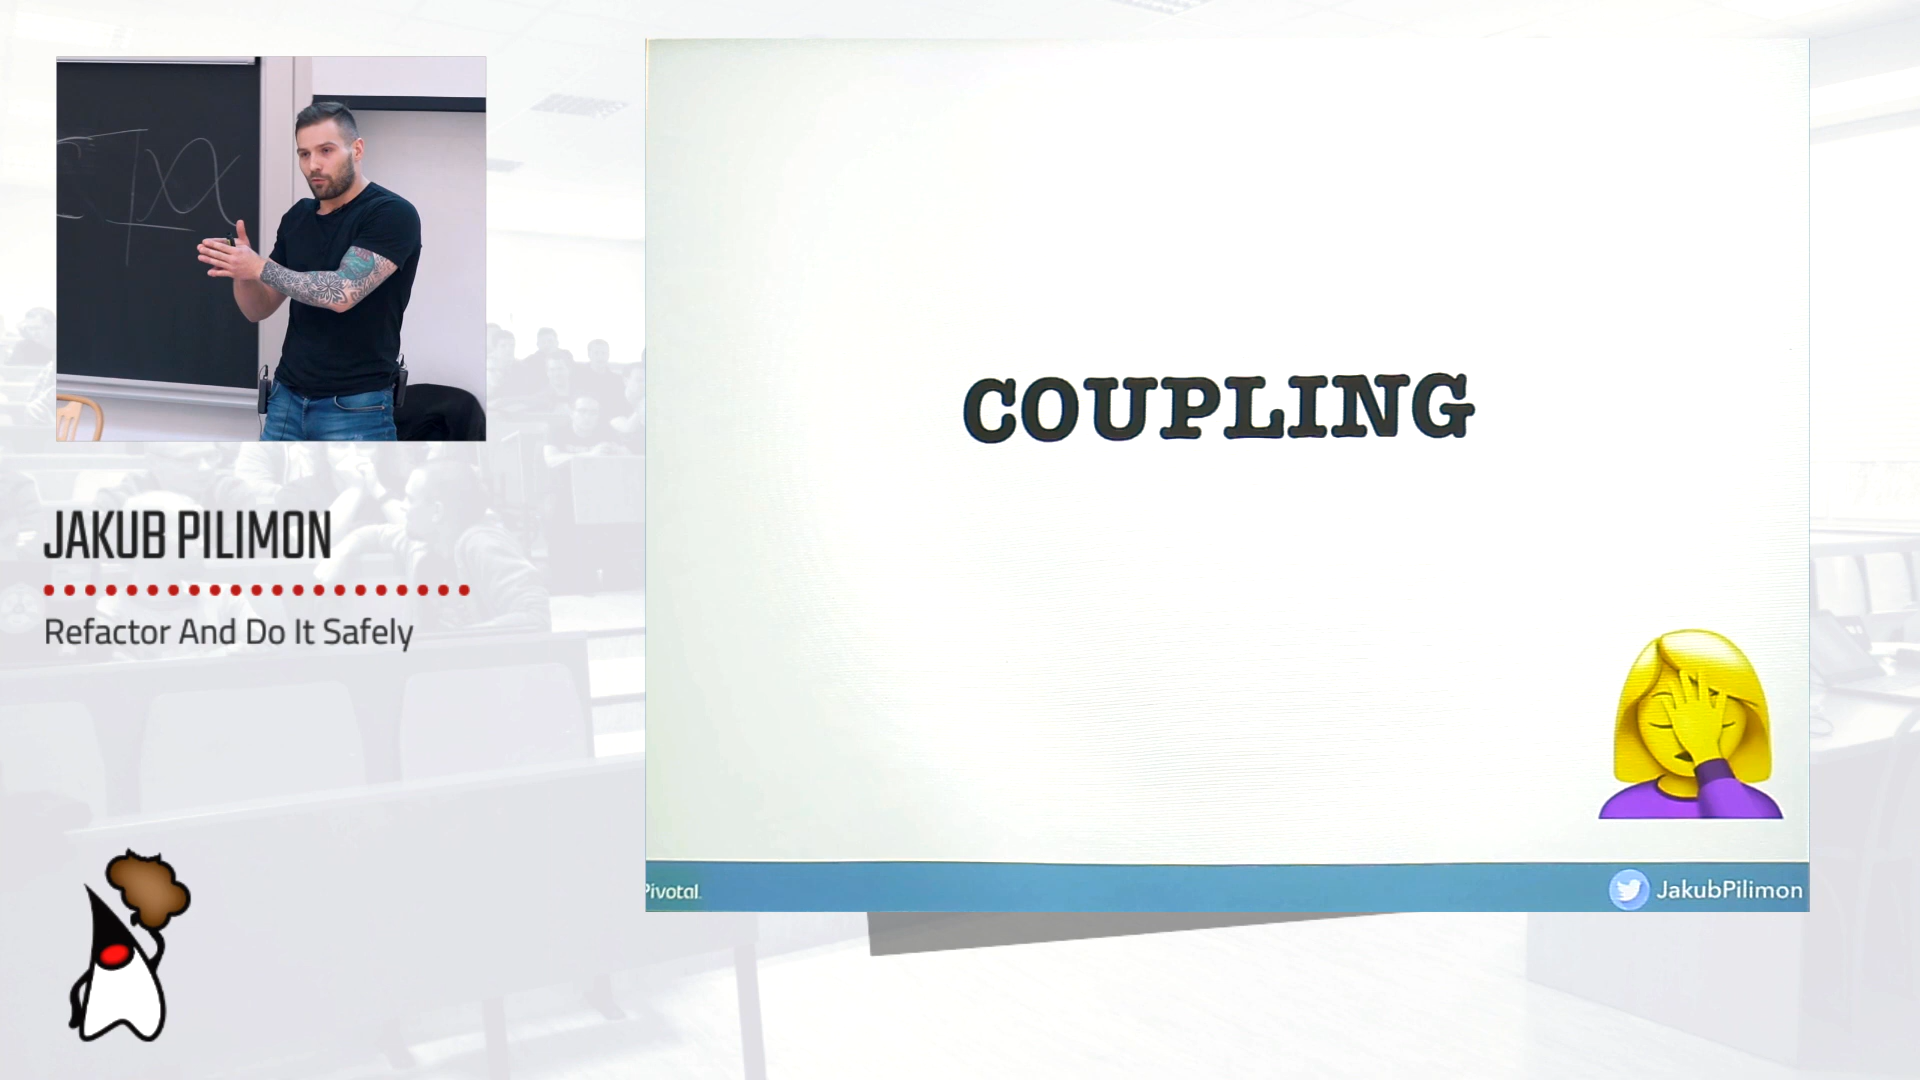 JAKUB PILIMON
Refactor And Do It Safely
COUPLING
Pivotal.
JakubPilimon